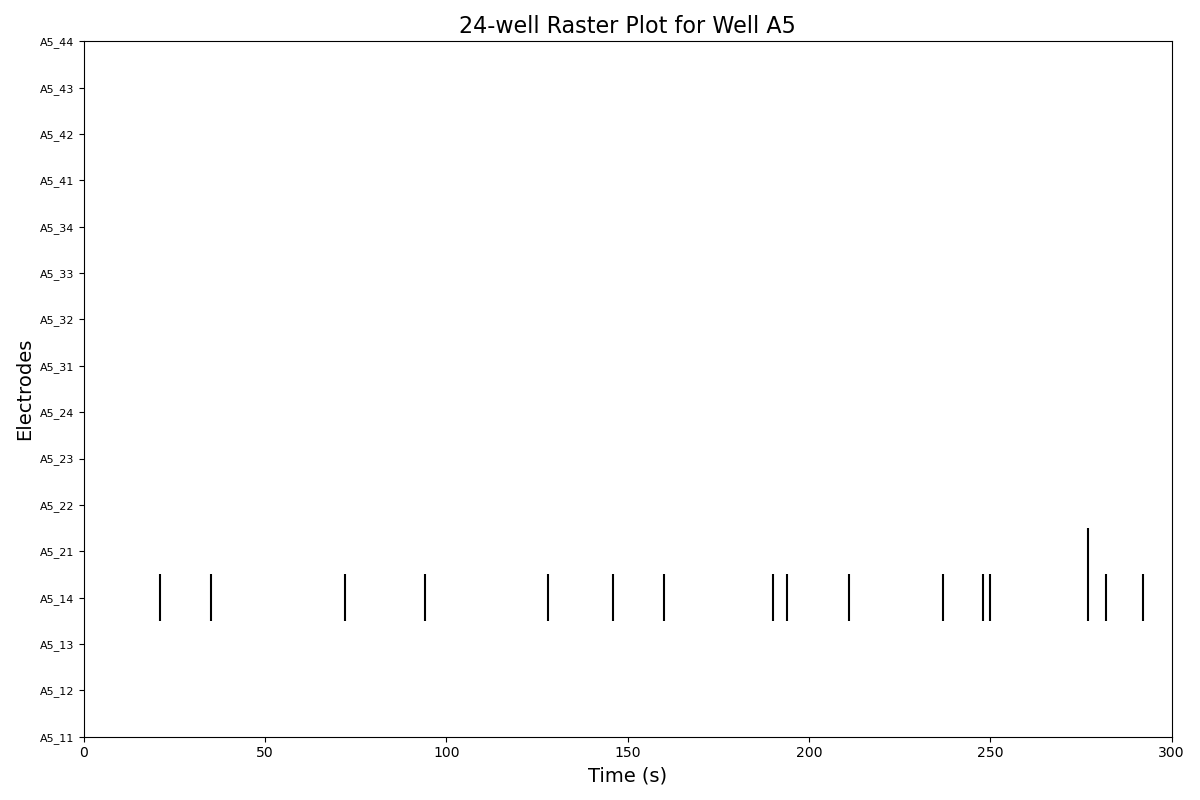 24-well Raster Plot for Well A5
A5_44
A5_43
A5_42
A5_41
A5_34
A5_33
A5_32
A5_31
A5_24
A5_23
A5_22
A5_21
A5_14
A5_13
A5_12
A5_11
Electrodes
0 50 100 150 200 250 300
Time (s)